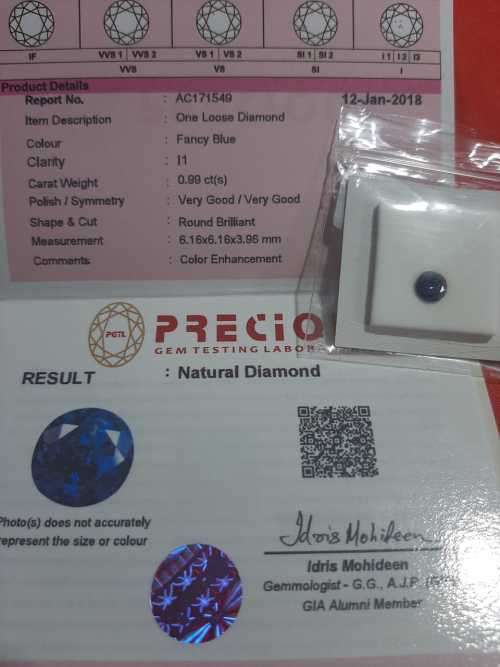 IF VVS 1 VVS 2 VS 1 VS 2 SI 1 SI 2 I 1 I 2 I3
VVS VS SI I
Product Details
Report No. : AC171549 12-Jan-2018
Item Description : One Loose Diamond
Colour : Fancy Blue
Clarity : I1
Carat Weight : 0.99 ct(s)
Polish / Symmetry : Very Good / Very Good
Shape & Cut : Round Brilliant
Measurement : 6.16x6.16x3.96 mm
Comments : Color Enhancement
PGTL PRECIO
GEM TESTING LABORA
RESULT : Natural Diamond
Photo(s) does not accurately
represent the size or colour
Idris Mohideen
Idris Mohideen
Gemmologist - G.G., A.J.P.
GIA Alumni Member